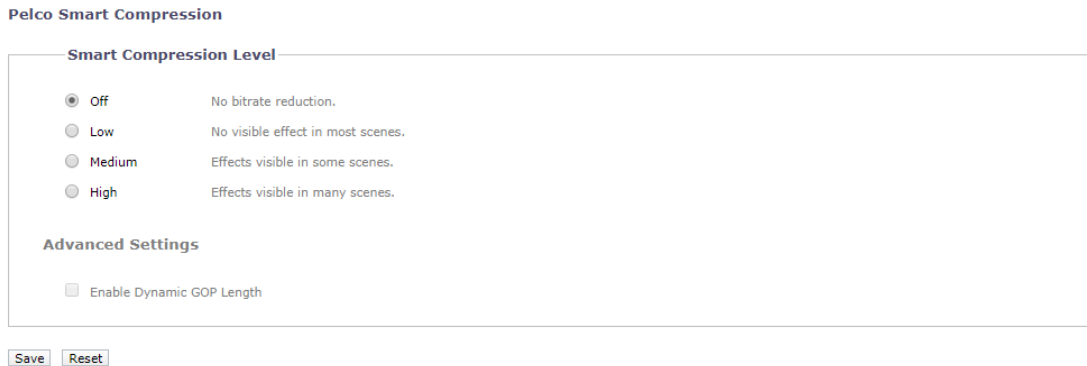 Pelco Smart Compression
Smart Compression Level
Off No bitrate reduction.
Low No visible effect in most scenes.
Medium Effects visible in some scenes.
High Effects visible in many scenes.
Advanced Settings
Enable Dynamic GOP Length
Save Reset